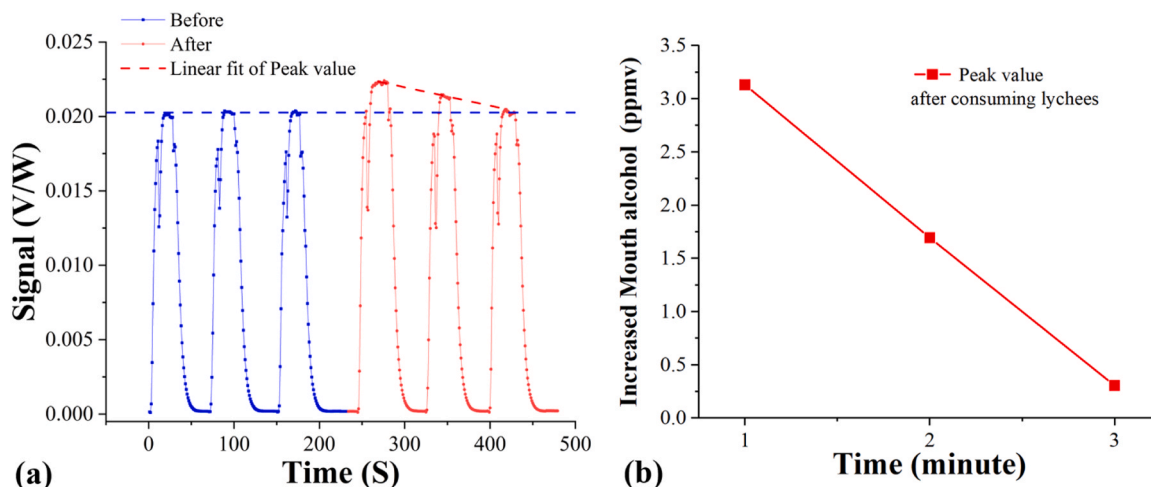 Before
After
Linear fit of Peak value
0.025
0.020
0.015
0.010
0.005
0.000
Signal (V/W)
0
100
200
300
400
500
Time (S)
(a)
3.5
3.0
2.5
2.0
1.5
1.0
0.5
0.0
Increased Mouth alcohol (ppmv)
Peak value
after consuming lychees
1
2
3
Time (minute)
(b)